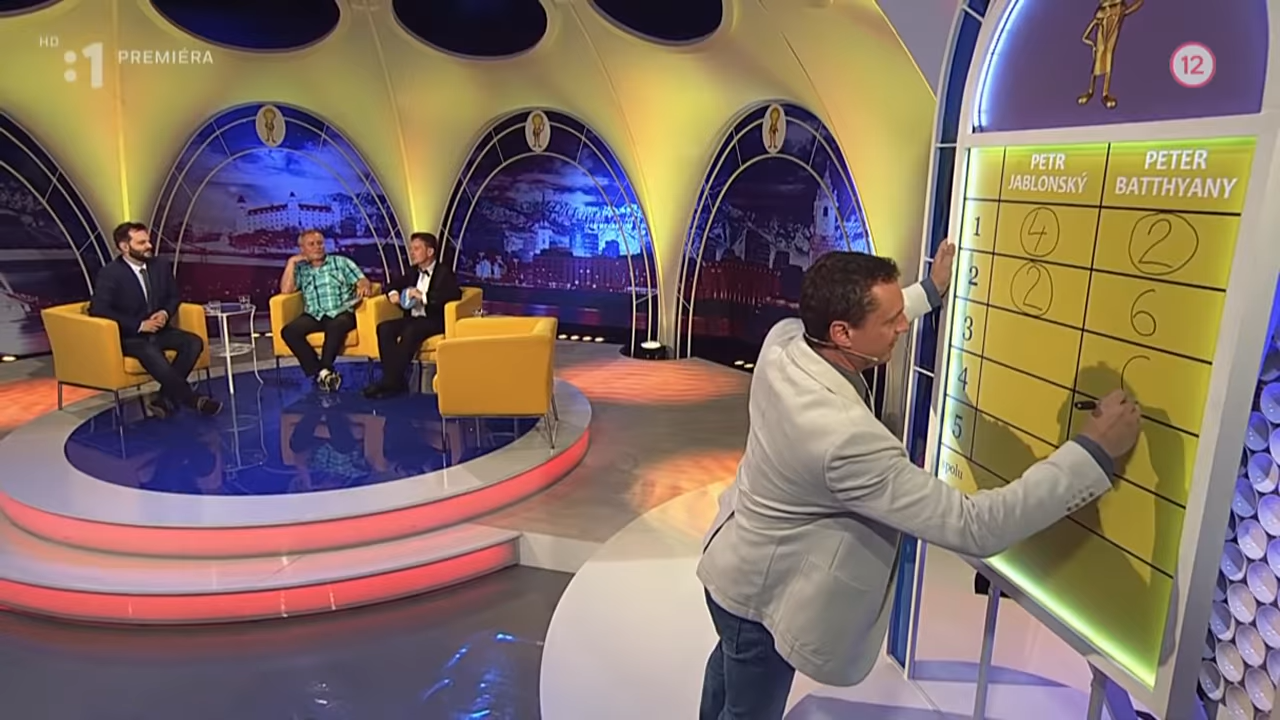 HD :1 PREMIÉRA
12
PETR JABLONSKÝ
PETER BATTHYANY
1 4 2
2 2 6
3
4
5
spolu